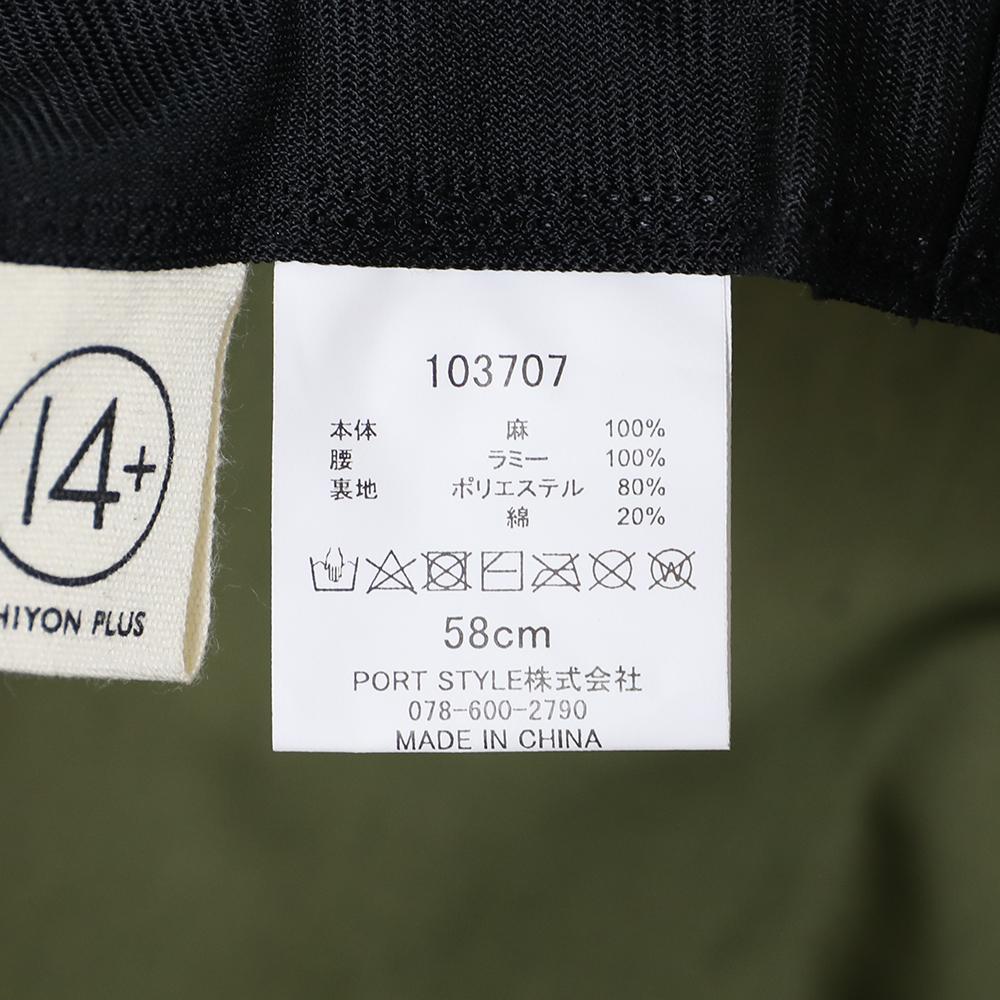 14+
HIYON PLUS
103707
本体 麻 100%
腰 ラミー 100%
裏地 ポリエステル 80%
綿 20%
58cm
PORT STYLE株式会社
078-600-2790
MADE IN CHINA